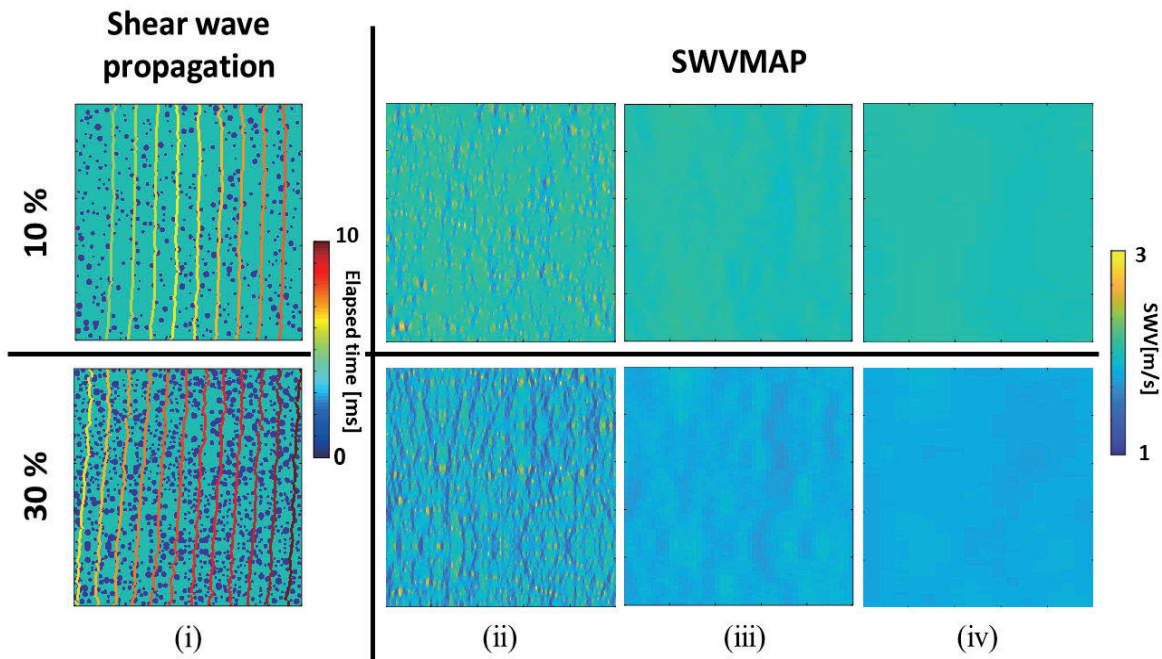 Shear wave
propagation
SWVMAP
10 %
10
Elapsed time [ms]
0
3
SWV[m/s]
1
30 %
(i)
(ii)
(iii)
(iv)